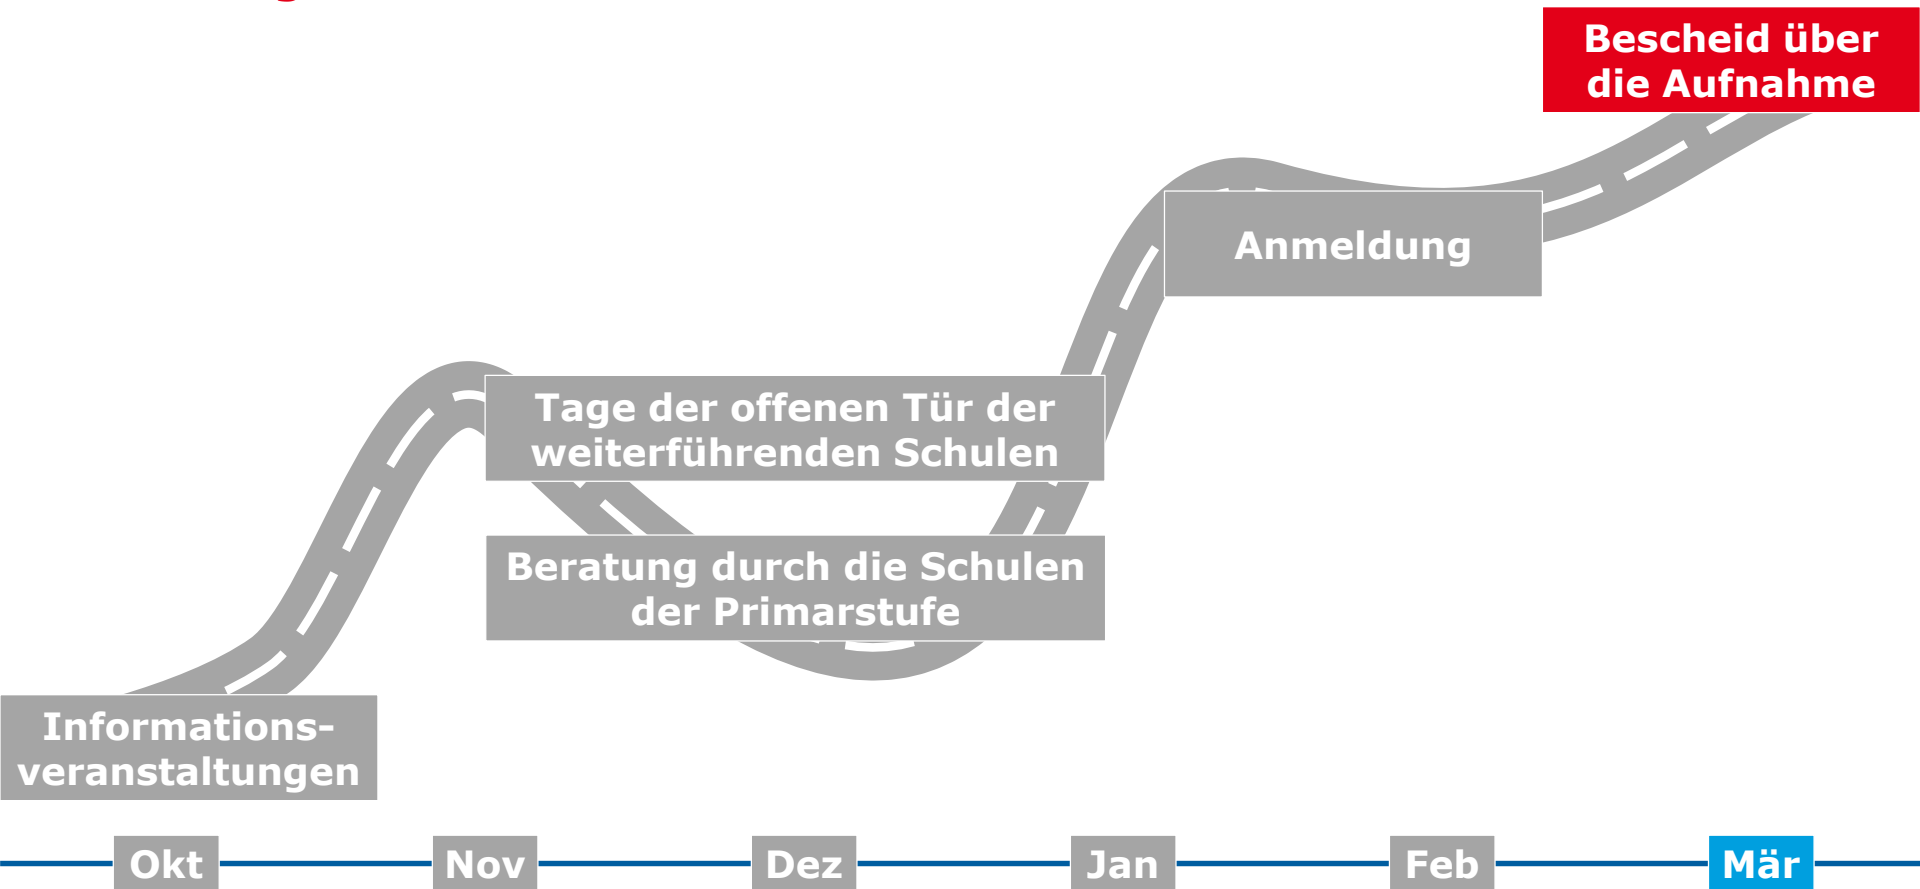 Bescheid über
die Aufnahme
Anmeldung
Tage der offenen Tür der
weiterführenden Schulen
Beratung durch die Schulen
der Primarstufe
Informations-
veranstaltungen
Okt
Nov
Dez
Jan
Feb
Mär